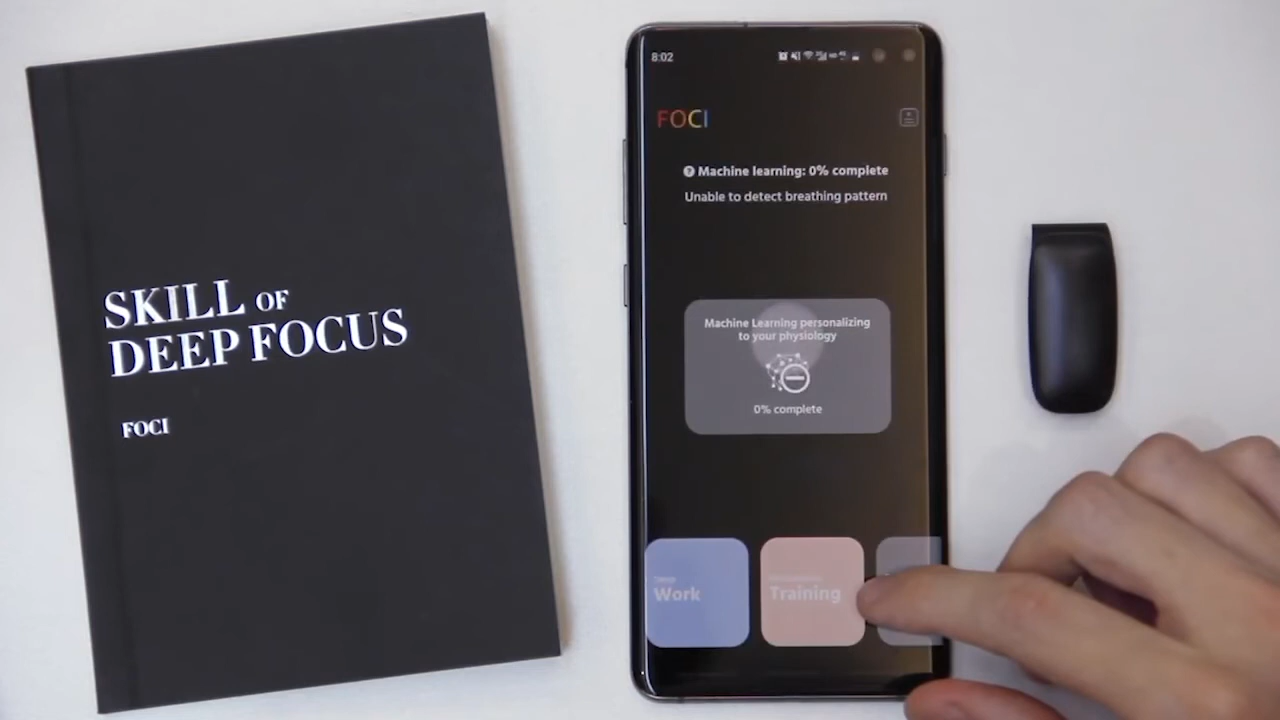 SKILL OF
DEEP FOCUS
FOCI
8:02
FOCI
Machine learning: 0% complete
Unable to detect breathing pattern
Machine Learning personalizing
to your physiology
0% complete
Work
Training